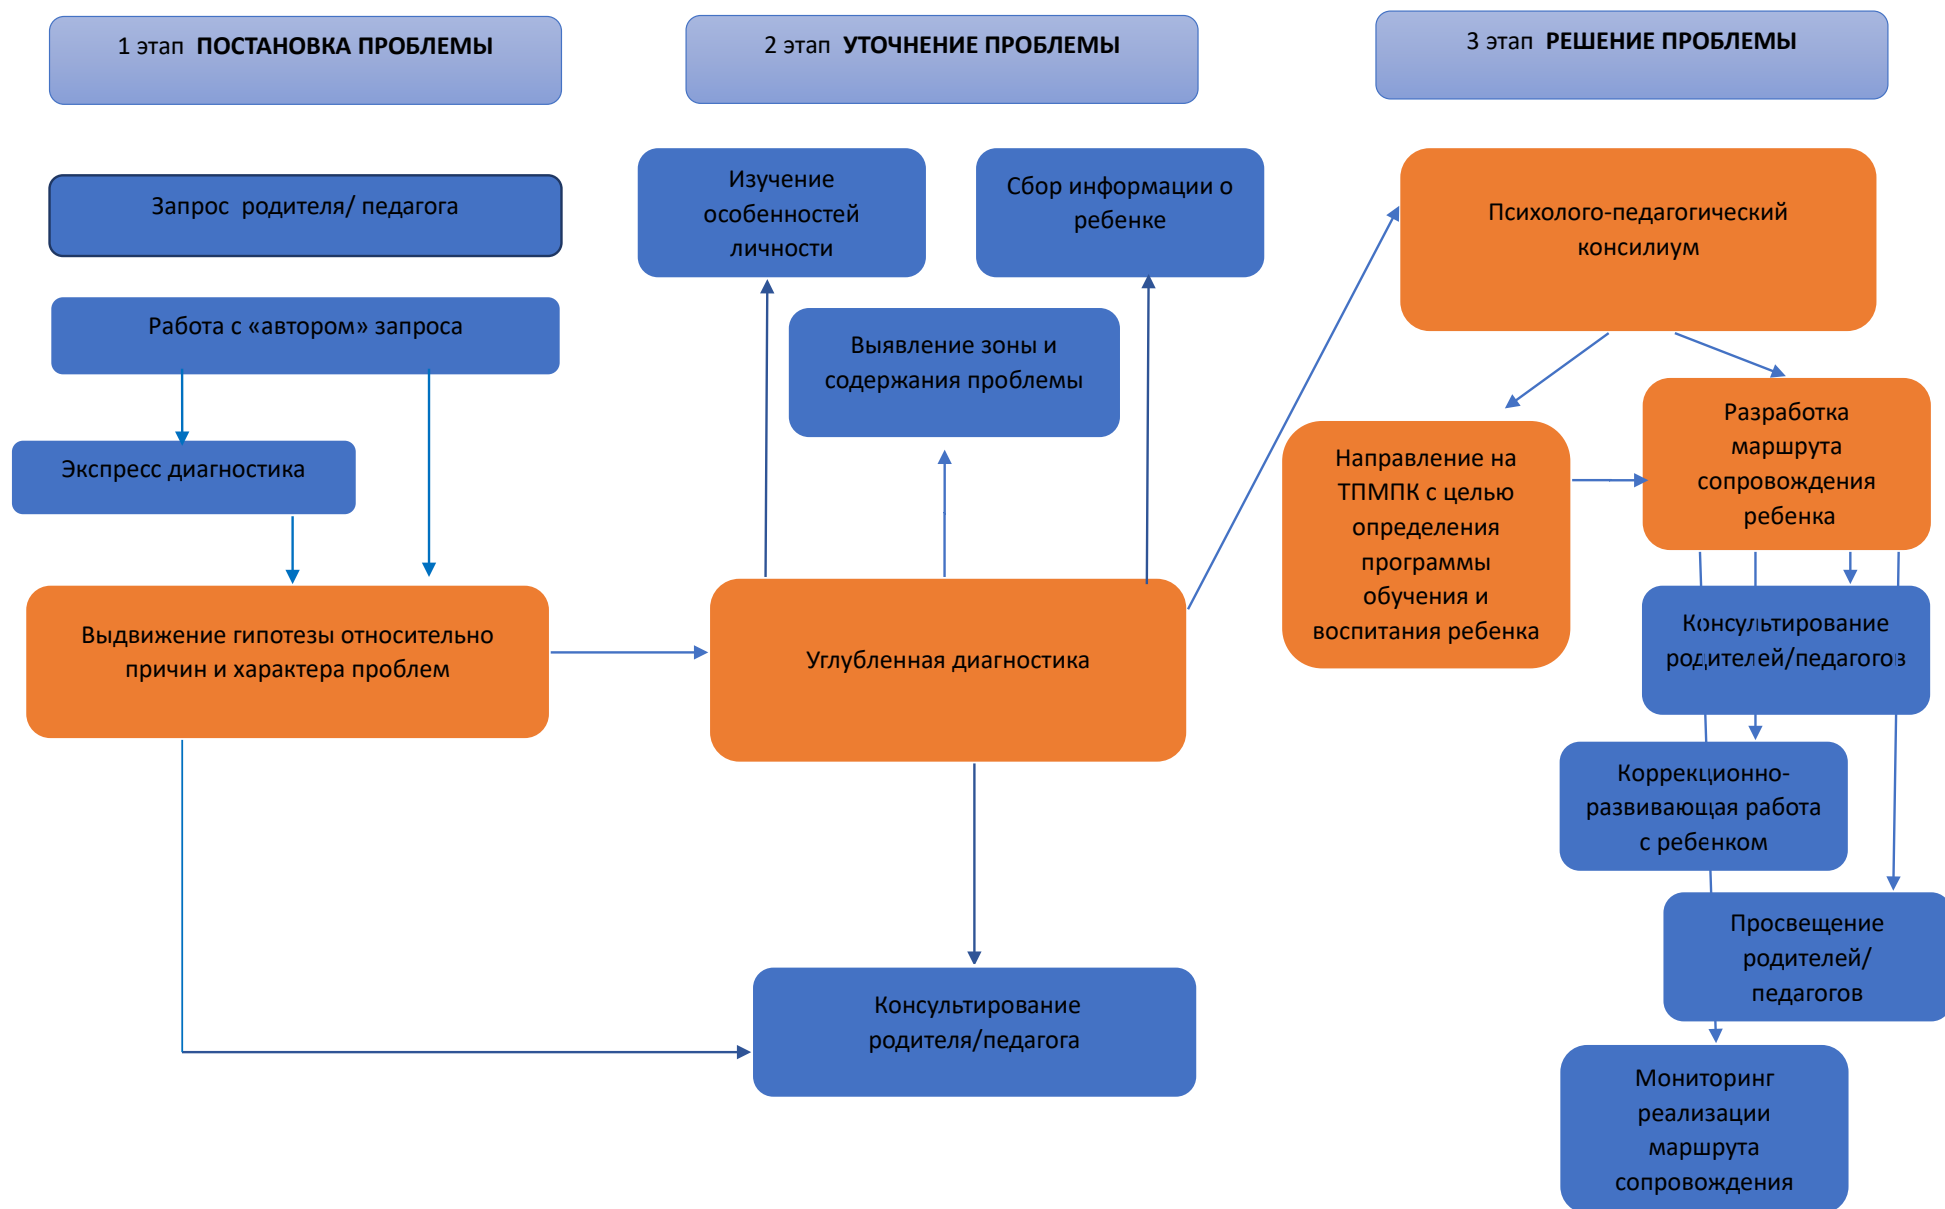 1 этап ПОСТАНОВКА ПРОБЛЕМЫ
Запрос родителя/ педагога
Работа с «автором» запроса
Экспресс диагностика
Выдвижение гипотезы относительно
причин и характера проблем
2 этап УТОЧНЕНИЕ ПРОБЛЕМЫ
Изучение
особенностей
личности
Сбор информации о
ребенке
Выявление зоны и
содержания проблемы
Углубленная диагностика
Консультирование
родителя/педагога
3 этап РЕШЕНИЕ ПРОБЛЕМЫ
Психолого-педагогический
консилиум
Направление на
ТПМПК с целью
определения
программы
обучения и
воспитания ребенка
Разработка
маршрута
сопровождения
ребенка
Консультирование
родителей/педагогов
Коррекционно-
развивающая работа
с ребенком
Просвещение
родителей/
педагогов
Мониторинг
реализации
маршрута
сопровождения